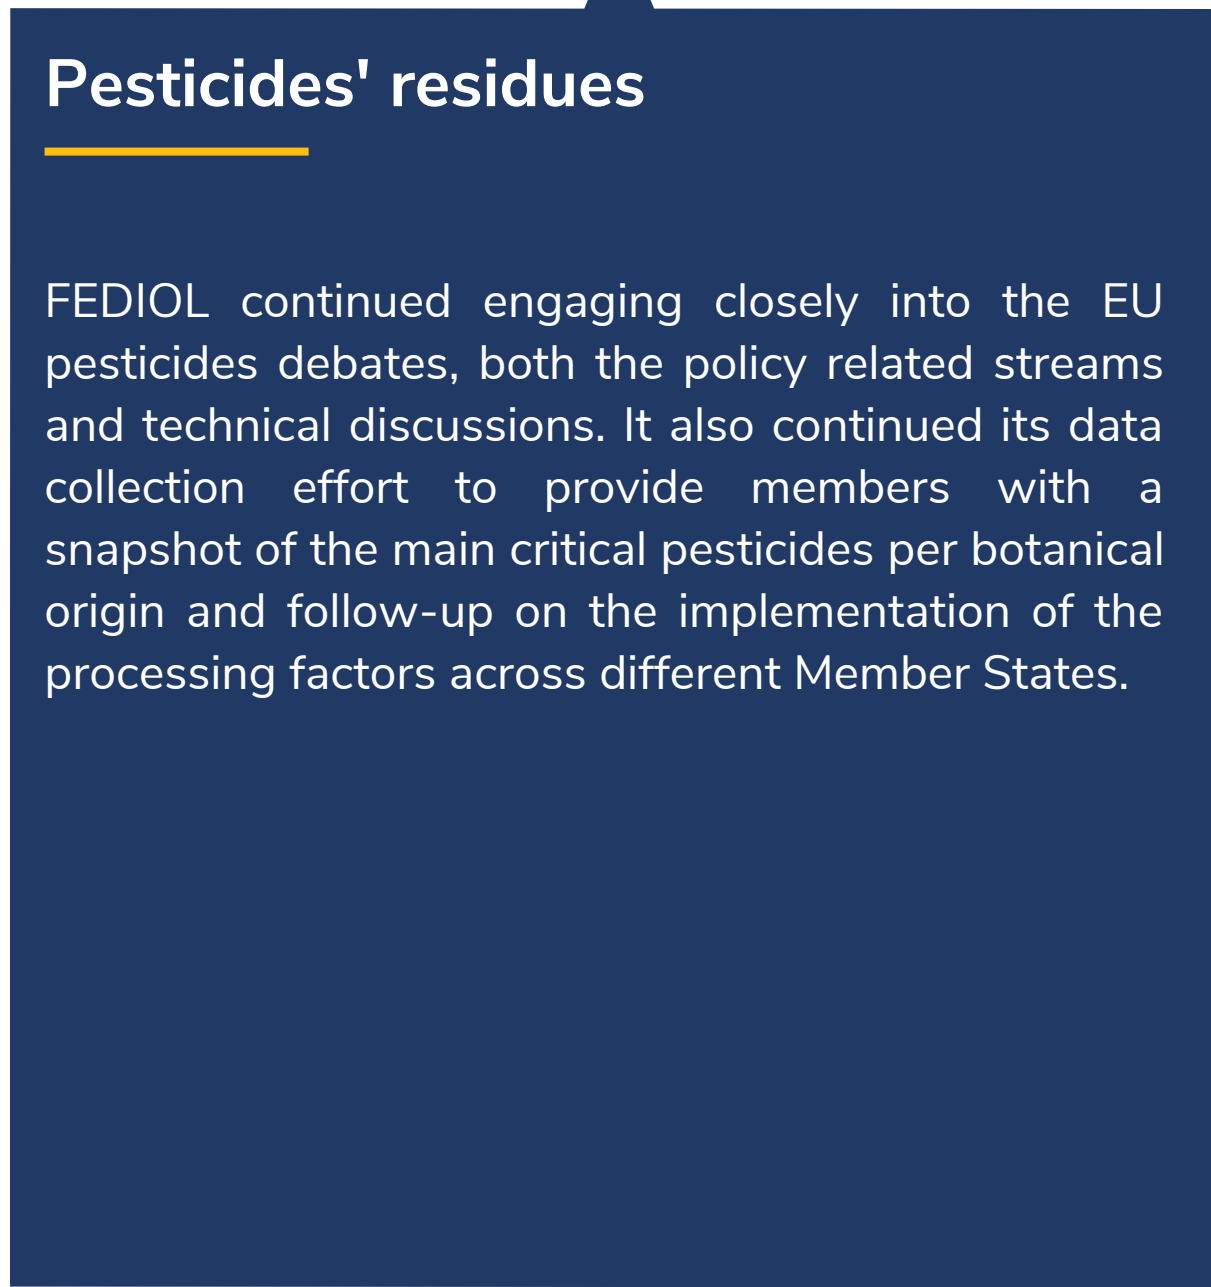 Pesticides' residues
FEDIOL continued engaging closely into the EU
pesticides debates, both the policy related streams
and technical discussions. It also continued its data
collection effort to provide members with a
snapshot of the main critical pesticides per botanical
origin and follow-up on the implementation of the
processing factors across different Member States.